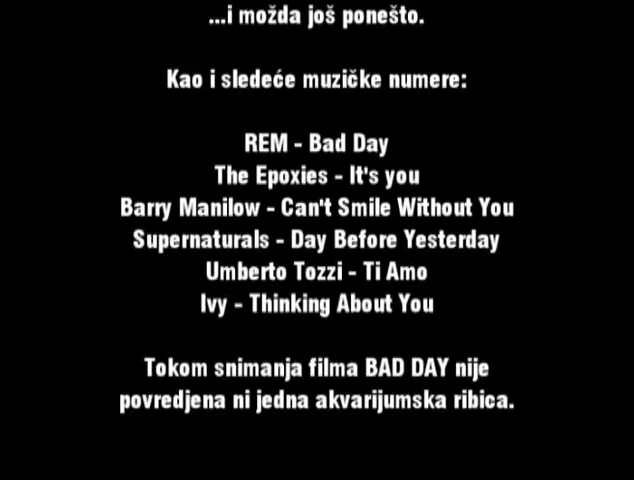 ...i možda još ponešto.
Kao i sledeće muzičke numere:
REM - Bad Day
The Epoxies - It's you
Barry Manilow - Can't Smile Without You
Supernaturals - Day Before Yesterday
Umberto Tozzi - Ti Amo
Ivy - Thinking About You
Tokom snimanja filma BAD DAY nije
povredjena ni jedna akvarijumska ribica.